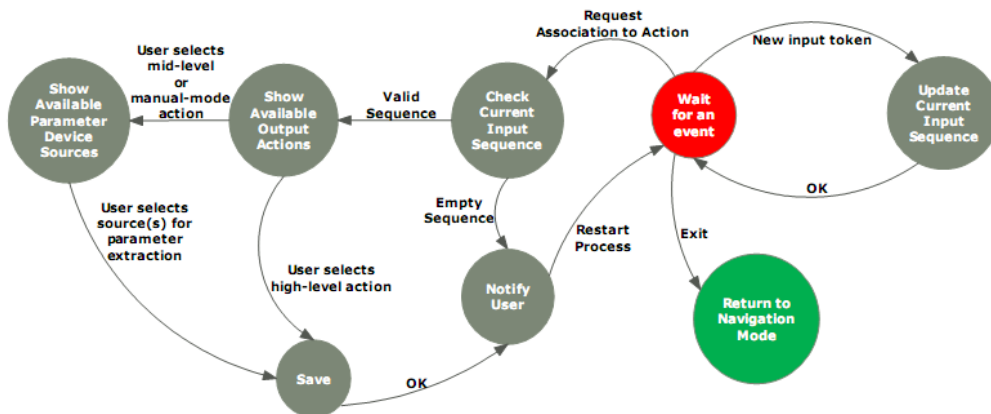 Request
Association to Action
New input token
User selects
mid-level
or
manual-mode
action
Show
Available
Parameter
Device
Sources
Show
Available
Output
Actions
Valid
Sequence
Check
Current
Input
Sequence
Wait
for an
event
Update
Current
Input
Sequence
OK
User selects
source(s) for
parameter
extraction
Empty
Sequence
Restart
Process
Exit
User selects
high-level action
Notify
User
Return to
Navigation
Mode
Save
OK